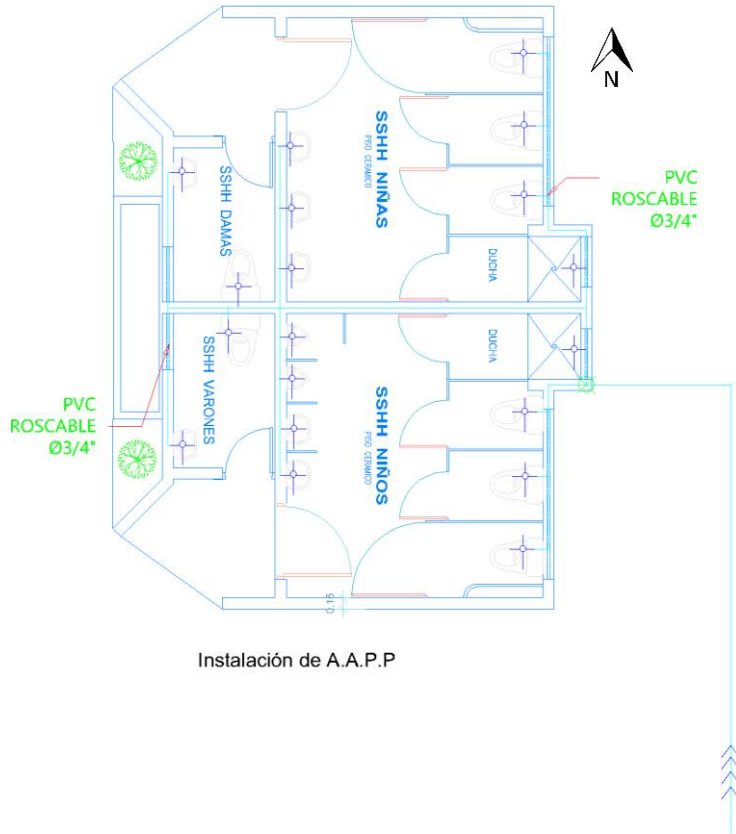 N
SSHH NIÑAS
PISO CERAMICO
SSHH DAMAS
PVC
ROSCABLE
Ø3/4"
DUCHA
DUCHA
SSHH VARONES
PVC
ROSCABLE
Ø3/4"
SSHH NIÑOS
PISO CERAMICO
0.15
Instalación de A.A.P.P